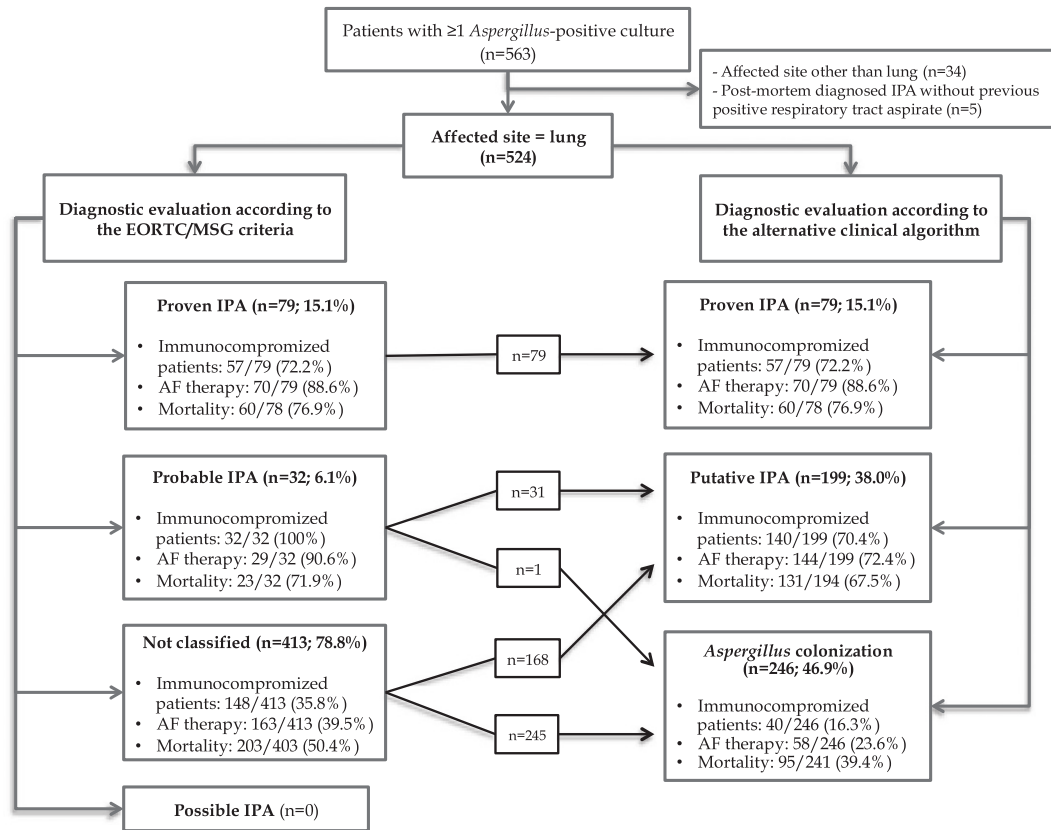 Patients with ≥1 Aspergillus-positive culture
(n=563)
- Affected site other than lung (n=34)
- Post-mortem diagnosed IPA without previous
positive respiratory tract aspirate (n=5)
Affected site = lung
(n=524)
Diagnostic evaluation according to
the EORTC/MSG criteria
Diagnostic evaluation according to
the alternative clinical algorithm
Proven IPA (n=79; 15.1%)
• Immunocompromized
patients: 57/79 (72.2%)
• AF therapy: 70/79 (88.6%)
• Mortality: 60/78 (76.9%)
n=79
Proven IPA (n=79; 15.1%)
• Immunocompromized
patients: 57/79 (72.2%)
• AF therapy: 70/79 (88.6%)
• Mortality: 60/78 (76.9%)
Probable IPA (n=32; 6.1%)
• Immunocompromized
patients: 32/32 (100%)
• AF therapy: 29/32 (90.6%)
• Mortality: 23/32 (71.9%)
n=31
n=1
Putative IPA (n=199; 38.0%)
• Immunocompromized
patients: 140/199 (70.4%)
• AF therapy: 144/199 (72.4%)
• Mortality: 131/194 (67.5%)
Not classified (n=413; 78.8%)
• Immunocompromized
patients: 148/413 (35.8%)
• AF therapy: 163/413 (39.5%)
• Mortality: 203/403 (50.4%)
n=168
n=245
Aspergillus colonization
(n=246; 46.9%)
• Immunocompromized
patients: 40/246 (16.3%)
• AF therapy: 58/246 (23.6%)
• Mortality: 95/241 (39.4%)
Possible IPA (n=0)